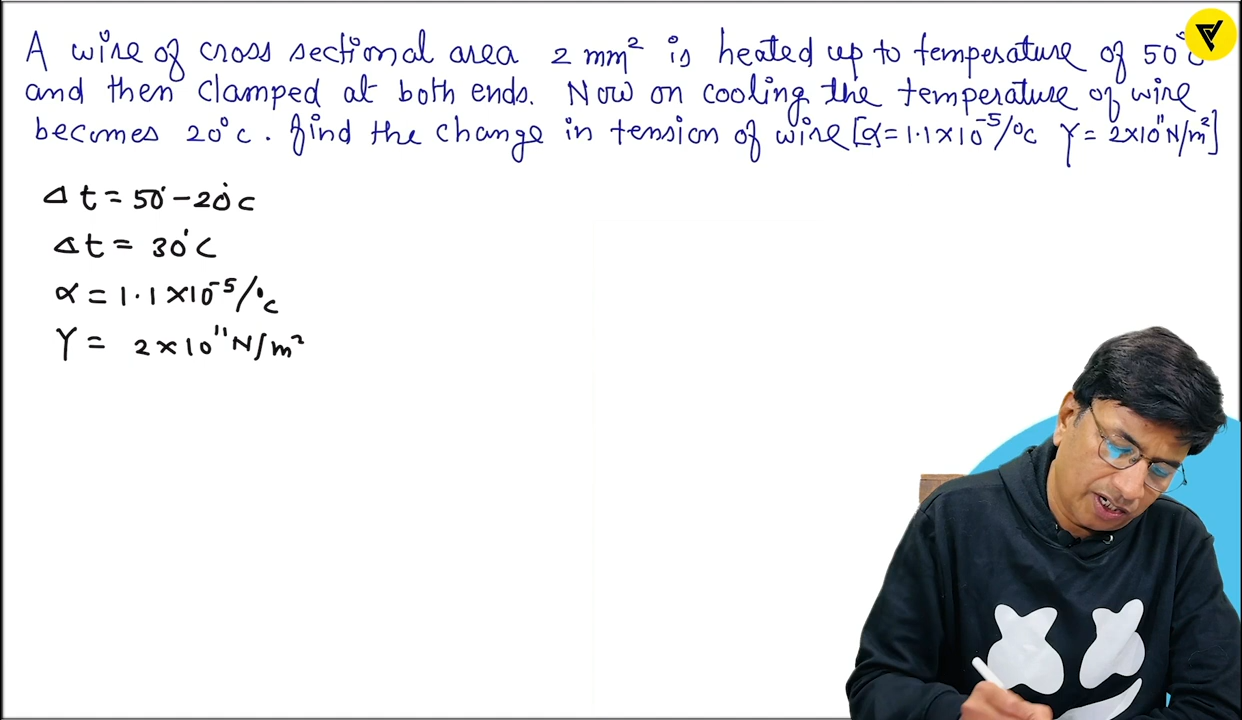 A wire of cross sectional area 2 mm² is heated up to temperature of 50°
and then clamped at both ends. Now on cooling the temperature of wire
becomes 20°c. find the change in tension of wire [α=1.1×10⁻⁵/°c Y=2×10¹¹N/m²]
Δt=50°-20°c
Δt=30°c
α=1.1×10⁻⁵/°c
Y=2×10¹¹N/m²